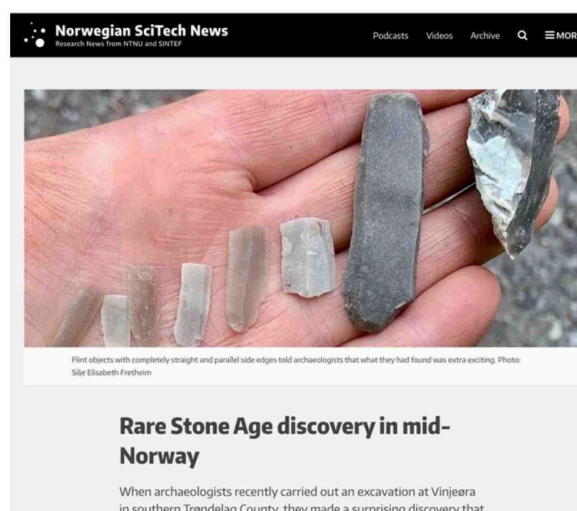 Norwegian SciTech News
Research News from NTNU and SINTEF
Podcasts Videos Archive MOR
Flint objects with completely straight and parallel side edges told archaeologists that what they had found was extra exciting. Photo:
Silje Elisabeth Fretheim
Rare Stone Age discovery in mid-
Norway
When archaeologists recently carried out an excavation at Vinjeøra
in southern Trøndelag County, they made a surprising discovery that